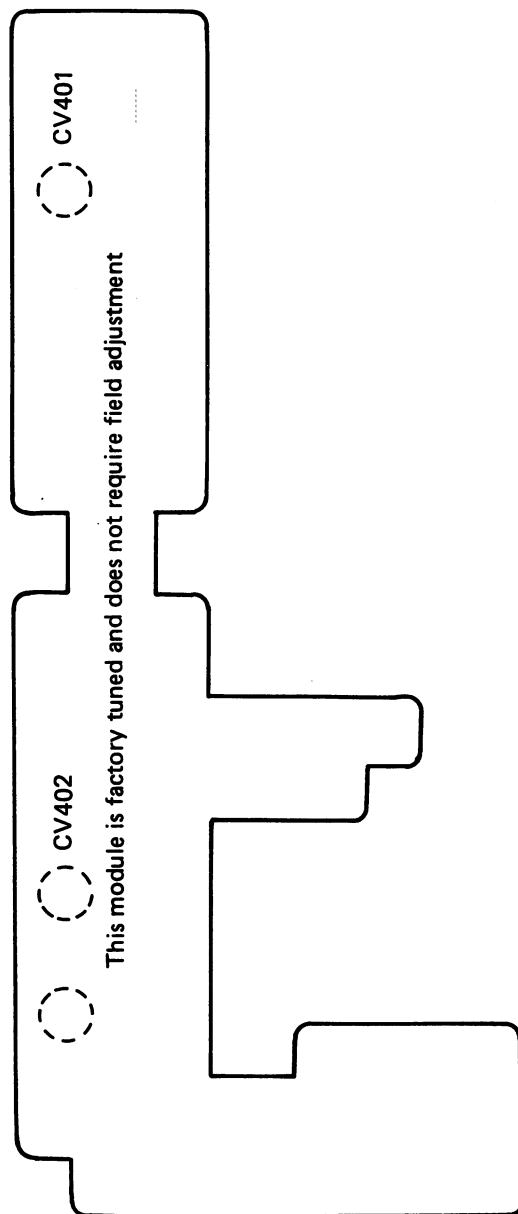 CV402
CV401
This module is factory tuned and does not require field adjustment